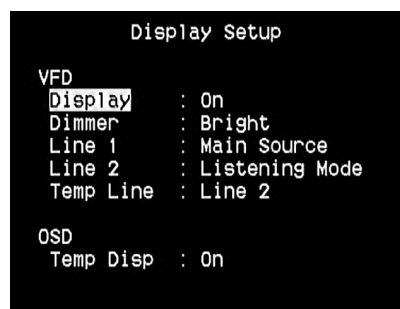 Display Setup
VFD
Display : On
Dimmer : Bright
Line 1 : Main Source
Line 2 : Listening Mode
Temp Line : Line 2
OSD
Temp Disp : On